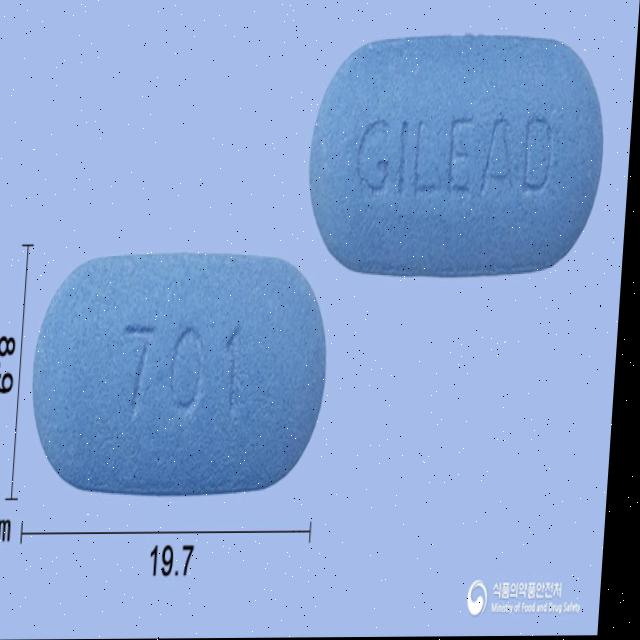 GILEAD
701
8.9
m
19.7
식품의약품안전처
Ministry of Food and Drug Safety